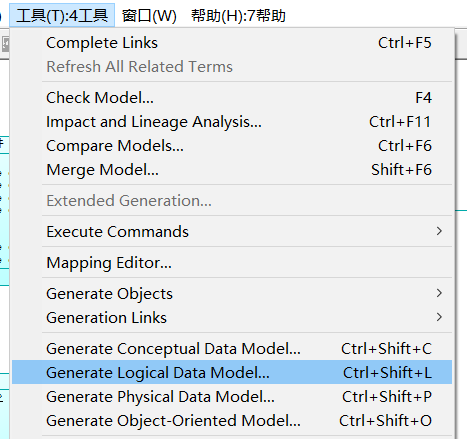 工具(T):4工具 窗口(W) 帮助(H):7帮助
Complete Links Ctrl+F5
Refresh All Related Terms
Check Model... F4
Impact and Lineage Analysis... Ctrl+F11
Compare Models... Ctrl+F6
Merge Model... Shift+F6
Extended Generation...
Execute Commands
Mapping Editor...
Generate Objects
Generation Links
Generate Conceptual Data Model... Ctrl+Shift+C
Generate Logical Data Model... Ctrl+Shift+L
Generate Physical Data Model... Ctrl+Shift+P
Generate Object-Oriented Model... Ctrl+Shift+O